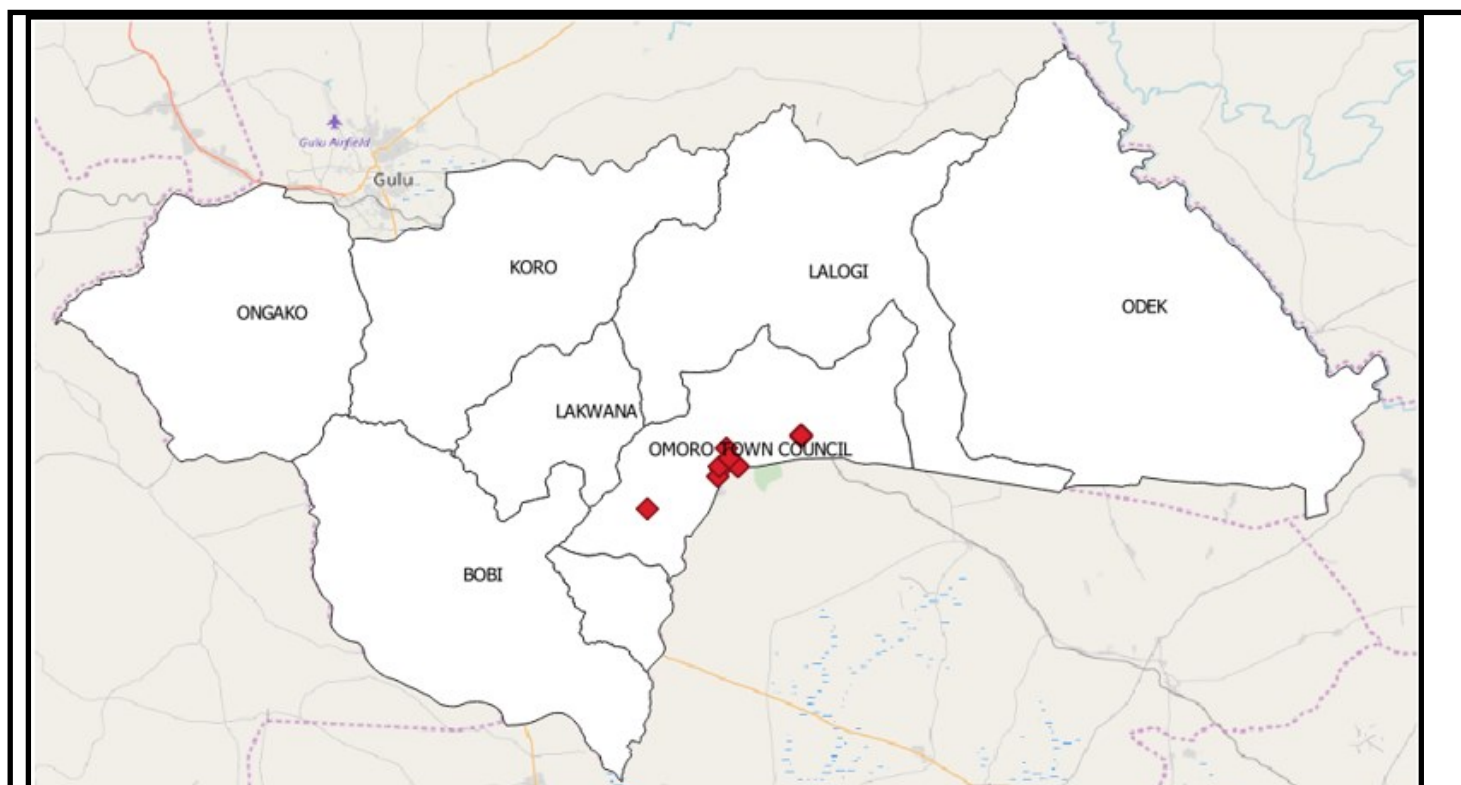 Gulu Airfield
Gulu
KORO
LALOGI
ONGAKO
ODEK
LAKWANA
OMORO TOWN COUNCIL
BOBI